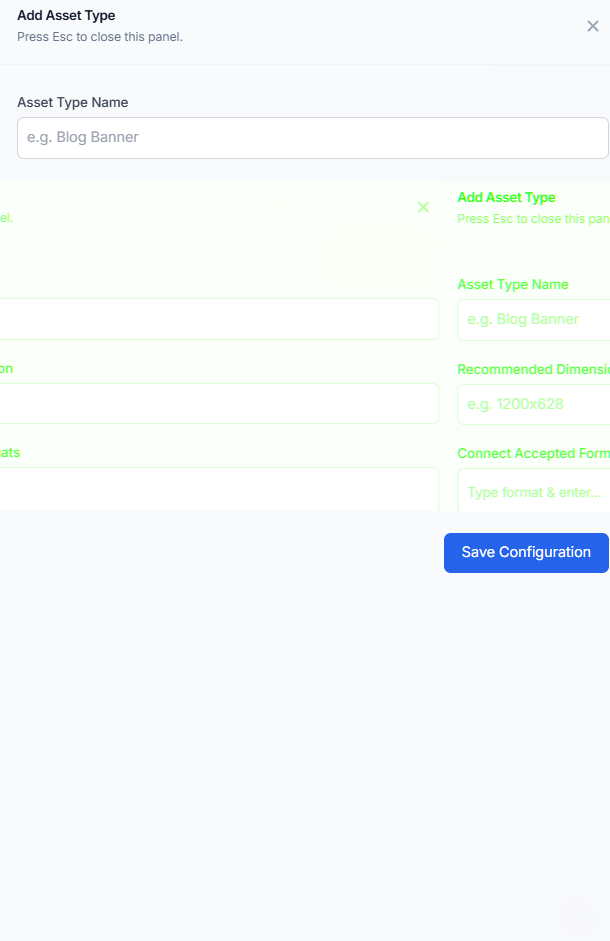 Add Asset Type
Press Esc to close this panel.
Asset Type Name
e.g. Blog Banner
el.
Add Asset Type
Press Esc to close this pan
Asset Type Name
e.g. Blog Banner
on
Recommended Dimensio
e.g. 1200x628
ats
Connect Accepted Form
Type format & enter...
Save Configuration